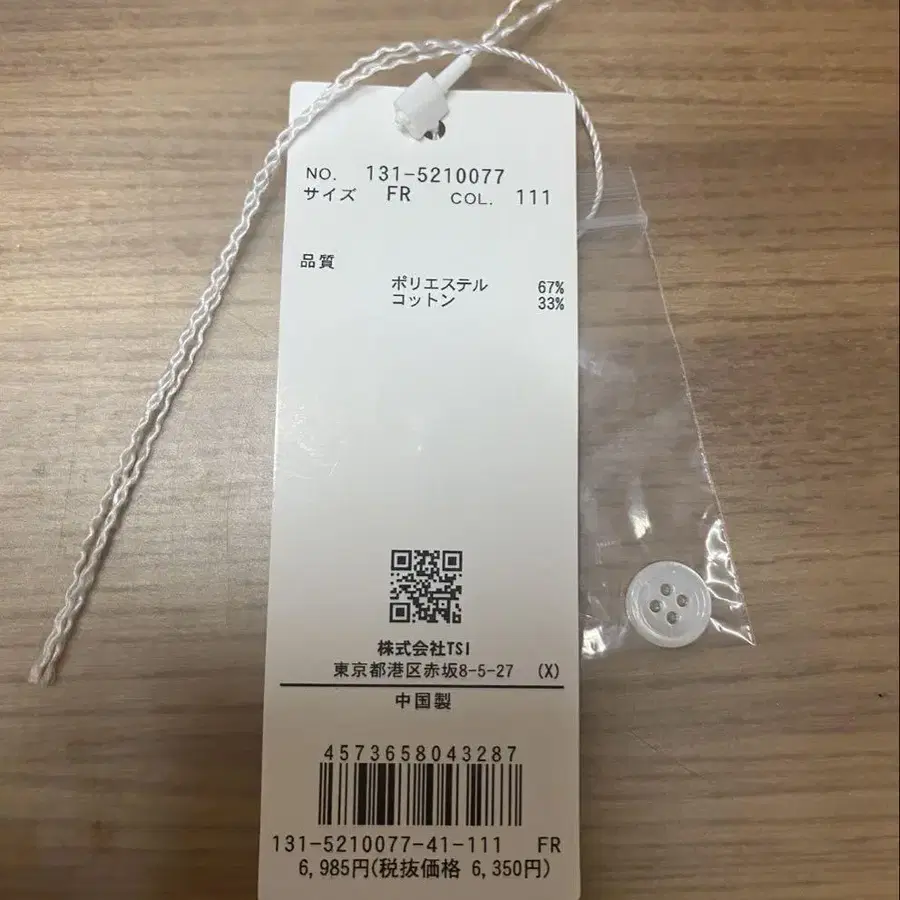 NO. 131-5210077
サイズ FR COL. 111
品質
ポリエステル 67%
コットン 33%
株式会社TSI
東京都港区赤坂8-5-27 (X)
中国製
4573658043287
131-5210077-41-111 FR
6,985円(税抜価格 6,350円)